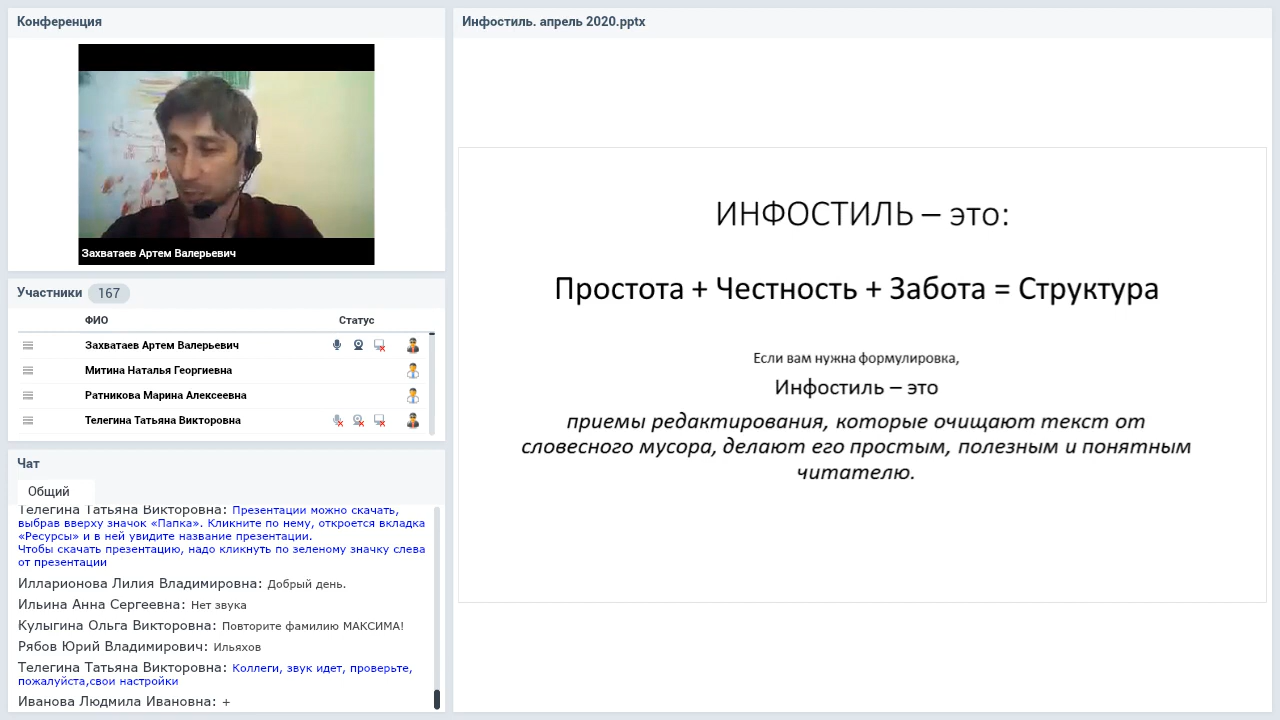 Конференция
Захватаев Артем Валерьевич
Участники 167
ФИО Статус
Захватаев Артем Валерьевич
Митина Наталья Георгиевна
Ратникова Марина Алексеевна
Телегина Татьяна Викторовна
Чат
Общий
Телегина Татьяна Викторовна: Презентации можно скачать,
выбрав вверху значок «Папка». Кликните по нему, откроется вкладка
«Ресурсы» и в ней увидите название презентации.
Чтобы скачать презентацию, надо кликнуть по зеленому значку слева
от презентации
Илларионова Лилия Владимировна: Добрый день.
Ильина Анна Сергеевна: Нет звука
Кулыгина Ольга Викторовна: Повторите фамилию МАКСИМА!
Рябов Юрий Владимирович: Ильяхов
Телегина Татьяна Викторовна: Коллеги, звук идет, проверьте,
пожалуйста,свои настройки
Иванова Людмила Ивановна: +
Инфостиль. апрель 2020.pptx
ИНФОСТИЛЬ – это:
Простота + Честность + Забота = Структура
Если вам нужна формулировка,
Инфостиль – это
приемы редактирования, которые очищают текст от
словесного мусора, делают его простым, полезным и понятным
читателю.